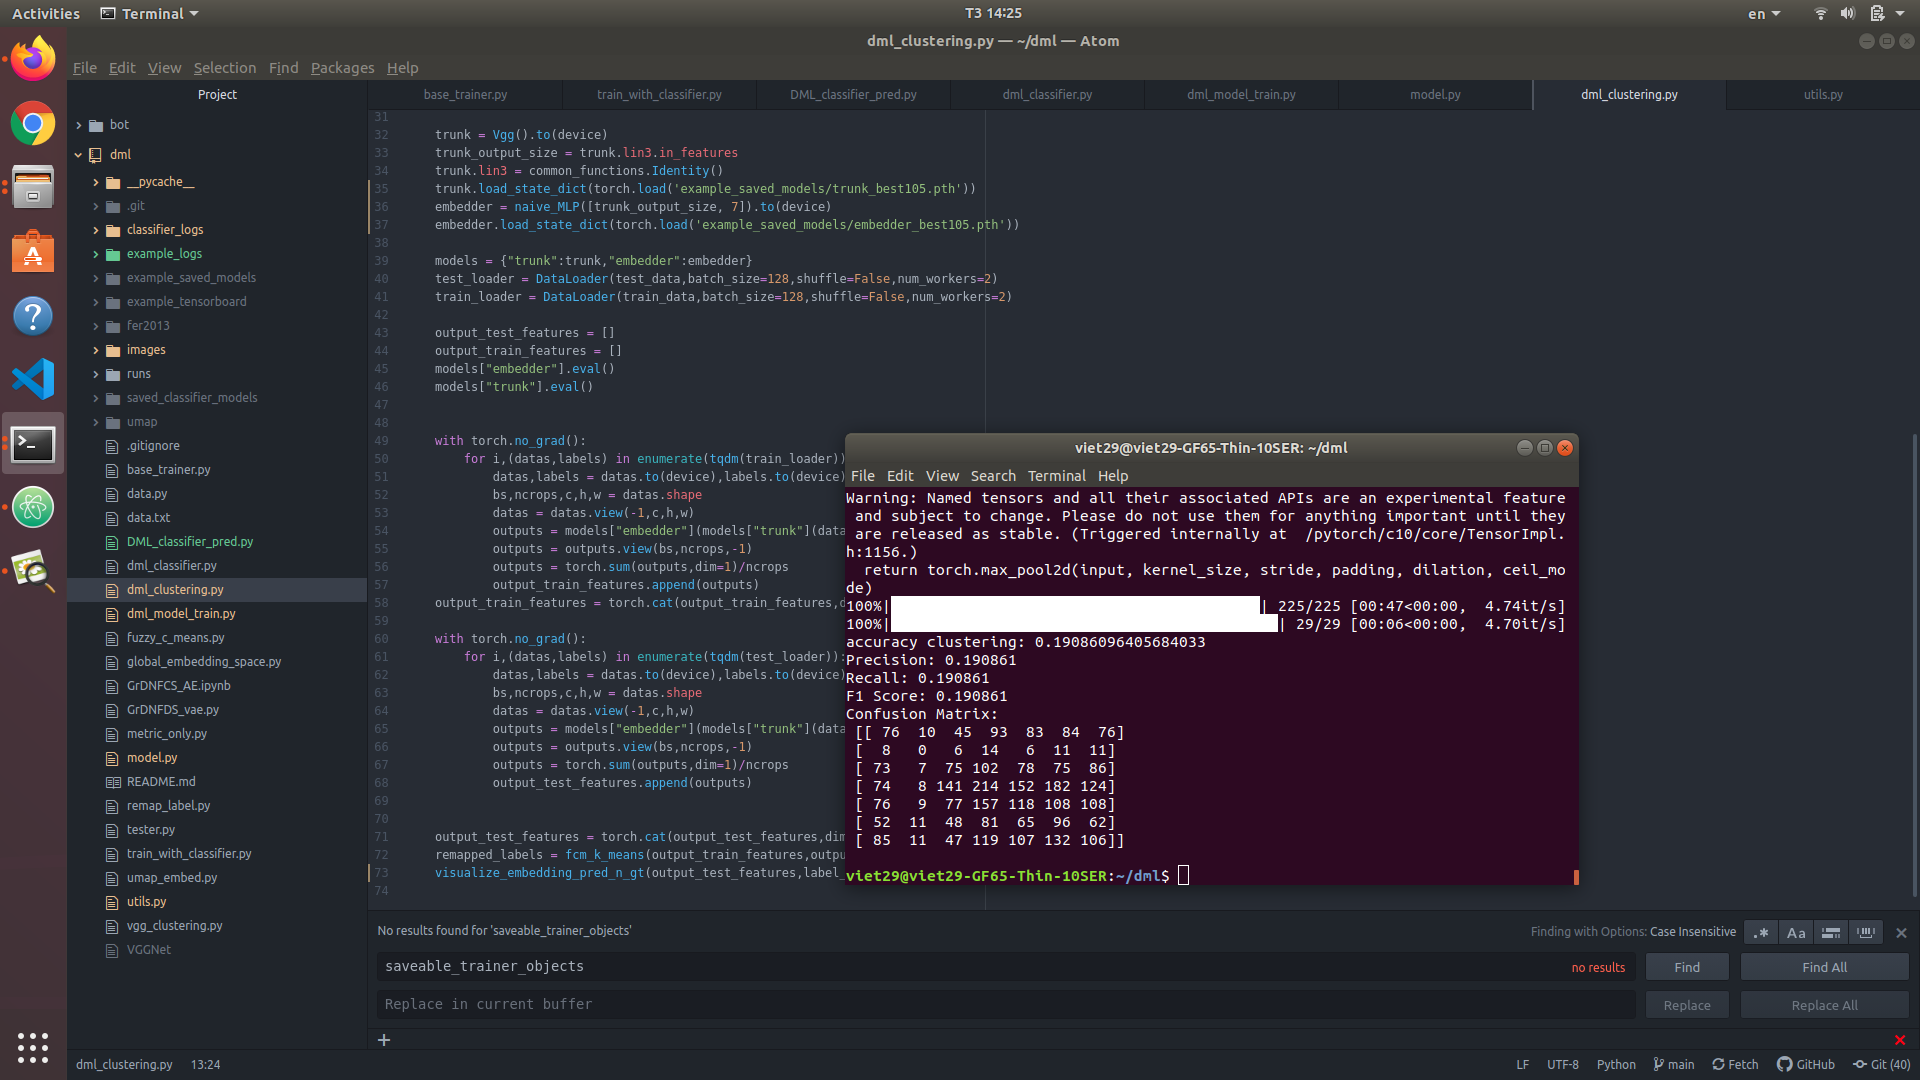 Activities
Terminal
T3 14:25
en
dml_clustering.py — ~/dml — Atom
File Edit View Selection Find Packages Help
Project
base_trainer.py
train_with_classifier.py
DML_classifier_pred.py
dml_classifier.py
dml_model_train.py
model.py
dml_clustering.py
utils.py
bot
dml
__pycache__
.git
classifier_logs
example_logs
example_saved_models
example_tensorboard
fer2013
images
runs
saved_classifier_models
umap
.gitignore
base_trainer.py
data.py
data.txt
DML_classifier_pred.py
dml_classifier.py
dml_clustering.py
dml_model_train.py
fuzzy_c_means.py
global_embedding_space.py
GrDNFCS_AE.ipynb
GrDNFDS_vae.py
metric_only.py
model.py
README.md
remap_label.py
tester.py
train_with_classifier.py
umap_embed.py
utils.py
vgg_clustering.py
VGGNet
31
32 trunk = Vgg().to(device)
33 trunk_output_size = trunk.lin3.in_features
34 trunk.lin3 = common_functions.Identity()
35 trunk.load_state_dict(torch.load('example_saved_models/trunk_best105.pth'))
36 embedder = naive_MLP([trunk_output_size, 7]).to(device)
37 embedder.load_state_dict(torch.load('example_saved_models/embedder_best105.pth'))
38
39 models = {"trunk":trunk,"embedder":embedder}
40 test_loader = DataLoader(test_data,batch_size=128,shuffle=False,num_workers=2)
41 train_loader = DataLoader(train_data,batch_size=128,shuffle=False,num_workers=2)
42
43 output_test_features = []
44 output_train_features = []
45 models["embedder"].eval()
46 models["trunk"].eval()
47
48
49 with torch.no_grad():
50 for i,(datas,labels) in enumerate(tqdm(train_loader))
51 datas,labels = datas.to(device),labels.to(device)
52 bs,ncrops,c,h,w = datas.shape
53 datas = datas.view(-1,c,h,w)
54 outputs = models["embedder"](models["trunk"](data
55 outputs = outputs.view(bs,ncrops,-1)
56 outputs = torch.sum(outputs,dim=1)/ncrops
57 output_train_features.append(outputs)
58 output_train_features = torch.cat(output_train_features,d
59
60 with torch.no_grad():
61 for i,(datas,labels) in enumerate(tqdm(test_loader)):
62 datas,labels = datas.to(device),labels.to(device)
63 bs,ncrops,c,h,w = datas.shape
64 datas = datas.view(-1,c,h,w)
65 outputs = models["embedder"](models["trunk"](data
66 outputs = outputs.view(bs,ncrops,-1)
67 outputs = torch.sum(outputs,dim=1)/ncrops
68 output_test_features.append(outputs)
69
70
71 output_test_features = torch.cat(output_test_features,dim
72 remapped_labels = fcm_k_means(output_train_features,outpu
73 visualize_embedding_pred_n_gt(output_test_features,label_
74
viet29@viet29-GF65-Thin-10SER: ~/dml
File Edit View Search Terminal Help
Warning: Named tensors and all their associated APIs are an experimental feature
and subject to change. Please do not use them for anything important until they
are released as stable. (Triggered internally at  /pytorch/c10/core/TensorImpl.
h:1156.)
return torch.max_pool2d(input, kernel_size, stride, padding, dilation, ceil_mo
de)
100%| | 225/225 [00:47<00:00,  4.74it/s]
100%| | 29/29 [00:06<00:00,  4.70it/s]
accuracy clustering: 0.19086096405684033
Precision: 0.190861
Recall: 0.190861
F1 Score: 0.190861
Confusion Matrix:
[[ 76  10  45  93  83  84  76]
[  8   0   6  14   6  11  11]
[ 73   7  75 102  78  75  86]
[ 74   8 141 214 152 182 124]
[ 76   9  77 157 118 108 108]
[ 52  11  48  81  65  96  62]
[ 85  11  47 119 107 132 106]]
viet29@viet29-GF65-Thin-10SER:~/dml$
No results found for 'saveable_trainer_objects'
Finding with Options: Case Insensitive
.* Aa
saveable_trainer_objects
no results
Find
Find All
Replace in current buffer
Replace
Replace All
dml_clustering.py 13:24
LF UTF-8 Python main Fetch GitHub Git (40)